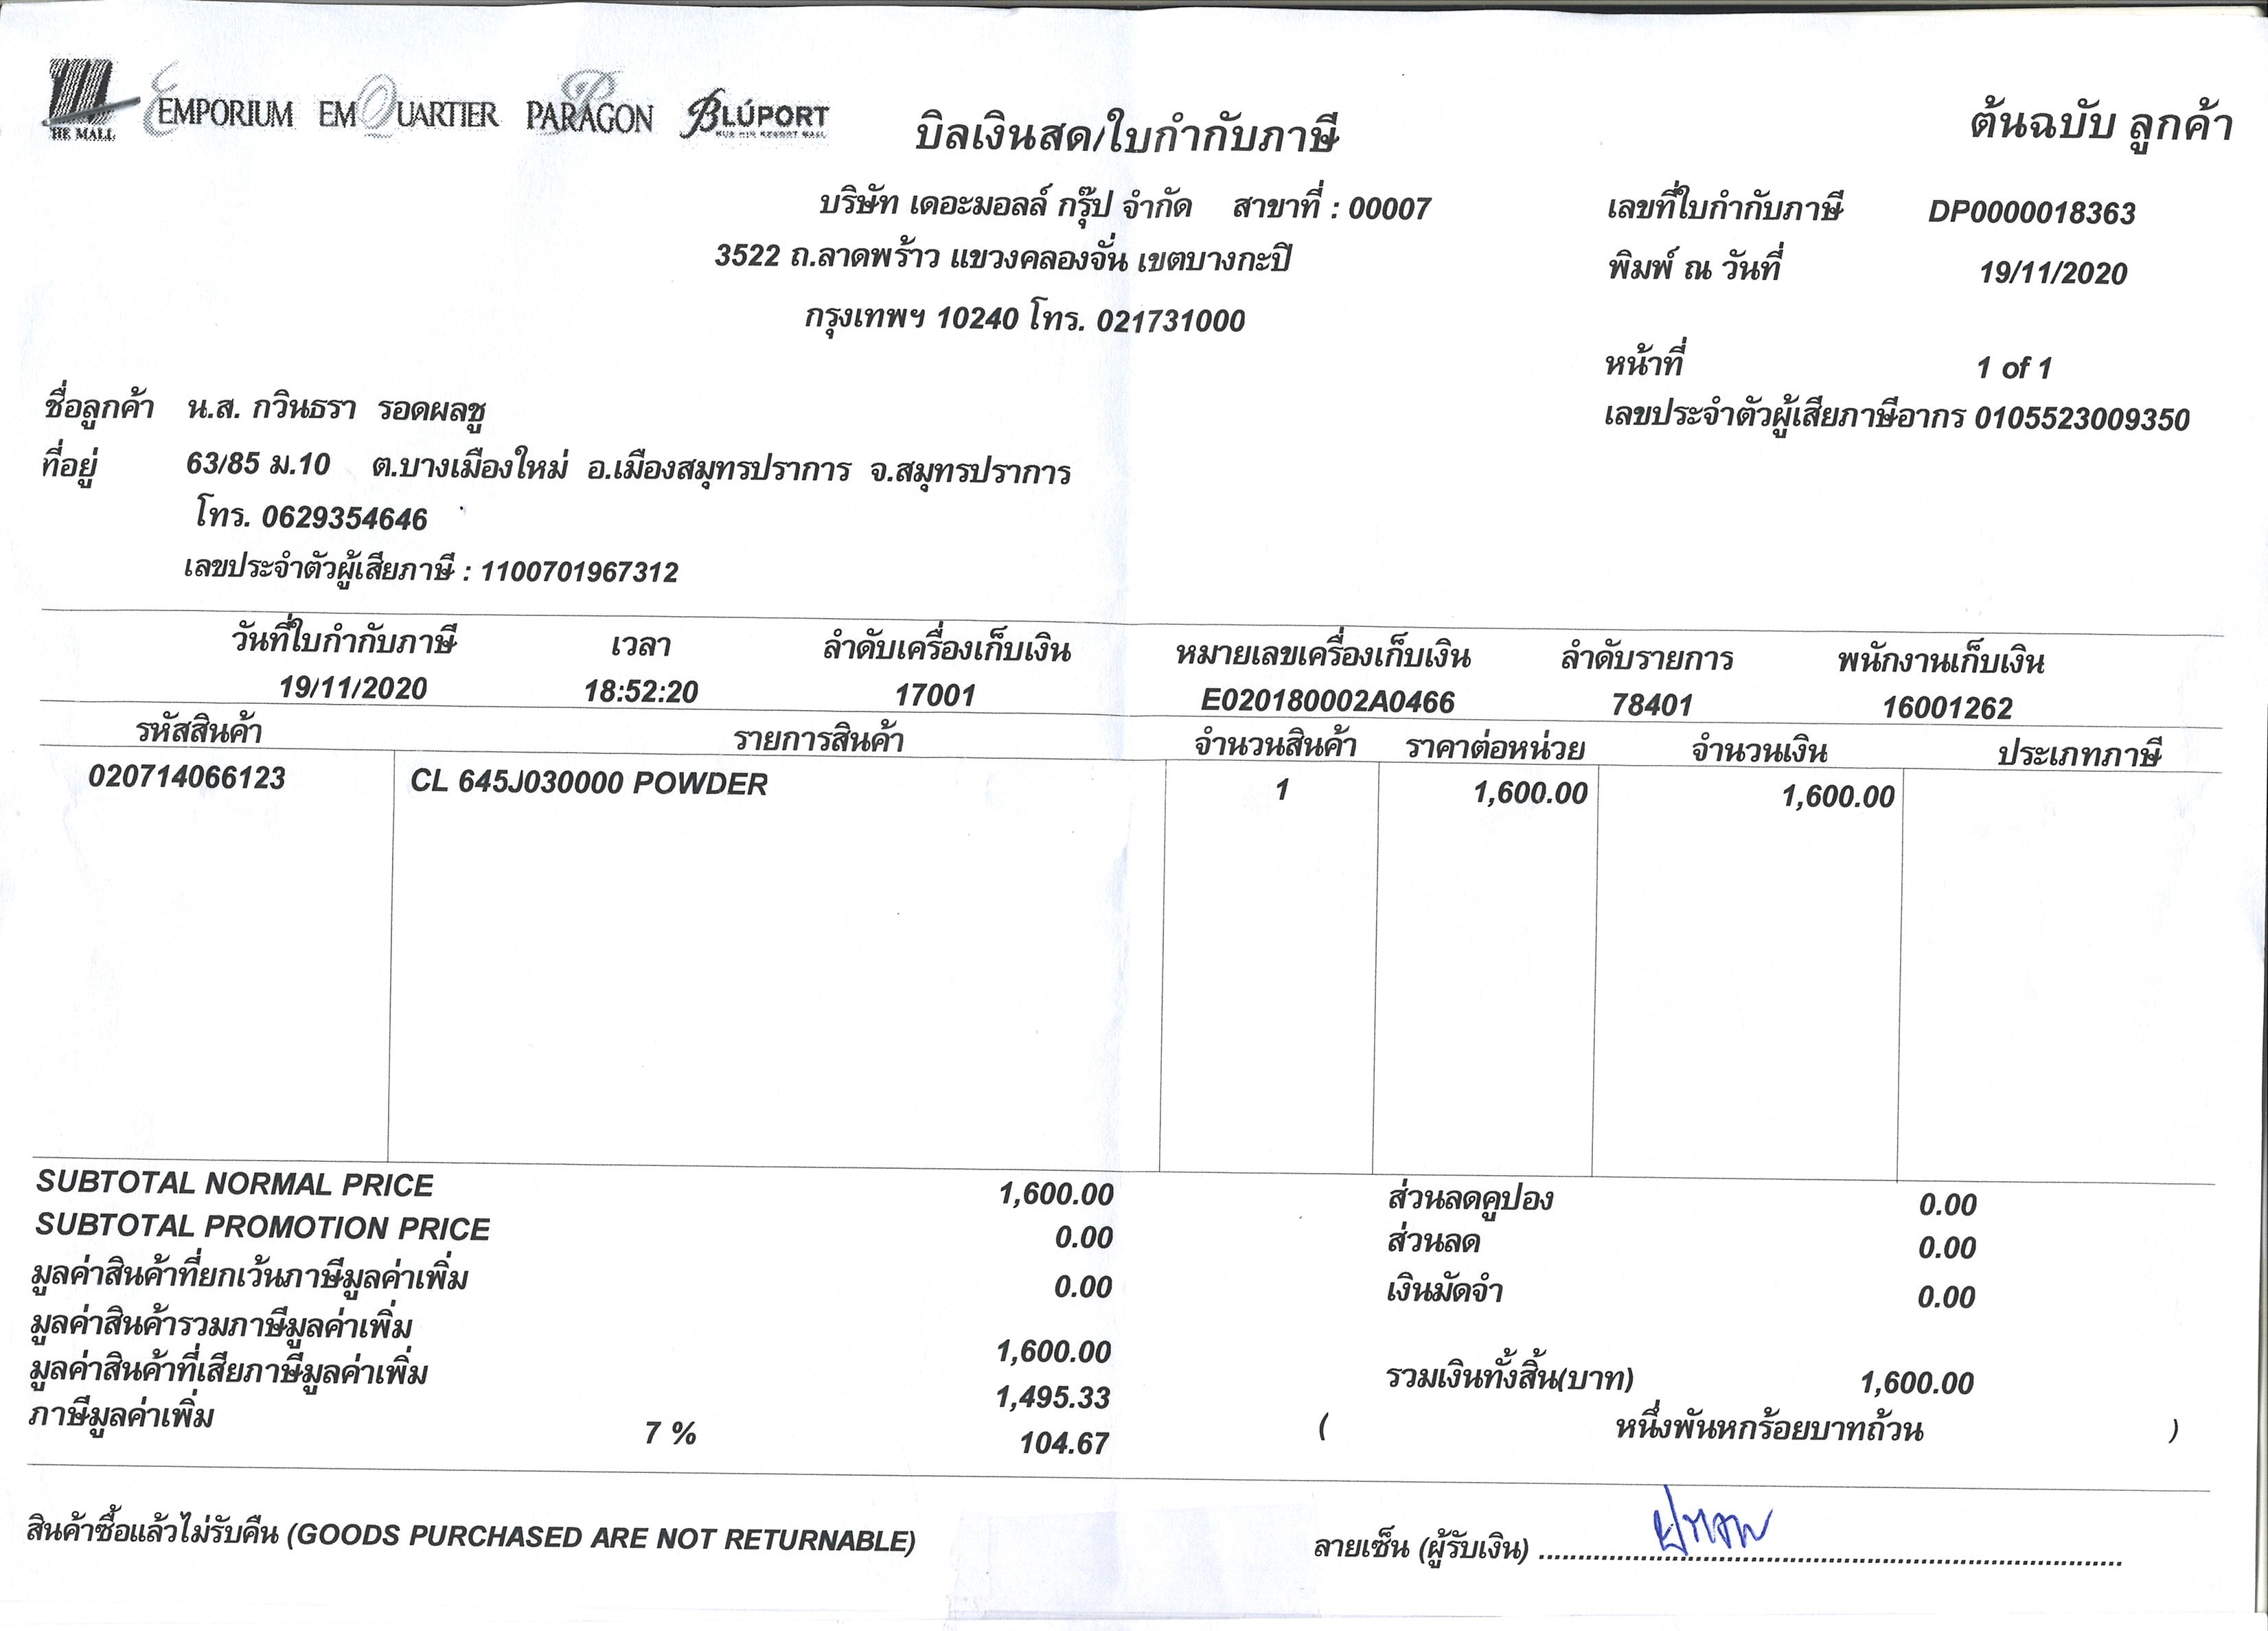 THE MALL EMPORIUM EMQUARTIER PARAGON BLÚPORT
HUA HIN RESORT MALL
บิลเงินสด/ใบกำกับภาษี
ต้นฉบับ ลูกค้า
บริษัท เดอะมอลล์ กรุ๊ป จำกัด สาขาที่ : 00007
เลขที่ใบกำกับภาษี DP0000018363
3522 ถ.ลาดพร้าว แขวงคลองจั่น เขตบางกะปิ
พิมพ์ ณ วันที่ 19/11/2020
กรุงเทพฯ 10240 โทร. 021731000
หน้าที่ 1 of 1
ชื่อลูกค้า น.ส. กวินธรา รอดผลชู
เลขประจำตัวผู้เสียภาษีอากร 0105523009350
ที่อยู่ 63/85 ม.10 ต.บางเมืองใหม่ อ.เมืองสมุทรปราการ จ.สมุทรปราการ
โทร. 0629354646
เลขประจำตัวผู้เสียภาษี : 1100701967312
วันที่ใบกำกับภาษี เวลา ลำดับเครื่องเก็บเงิน หมายเลขเครื่องเก็บเงิน ลำดับรายการ พนักงานเก็บเงิน
19/11/2020 18:52:20 17001 E020180002A0466 78401 16001262
รหัสสินค้า รายการสินค้า จำนวนสินค้า ราคาต่อหน่วย จำนวนเงิน ประเภทภาษี
020714066123 CL 645J030000 POWDER 1 1,600.00 1,600.00
SUBTOTAL NORMAL PRICE 1,600.00 ส่วนลดคูปอง 0.00
SUBTOTAL PROMOTION PRICE 0.00 ส่วนลด 0.00
มูลค่าสินค้าที่ยกเว้นภาษีมูลค่าเพิ่ม 0.00 เงินมัดจำ 0.00
มูลค่าสินค้ารวมภาษีมูลค่าเพิ่ม 1,600.00
มูลค่าสินค้าที่เสียภาษีมูลค่าเพิ่ม 1,495.33 รวมเงินทั้งสิ้น(บาท) 1,600.00
ภาษีมูลค่าเพิ่ม 7 % 104.67 ( หนึ่งพันหกร้อยบาทถ้วน )
สินค้าซื้อแล้วไม่รับคืน (GOODS PURCHASED ARE NOT RETURNABLE) ลายเซ็น (ผู้รับเงิน)